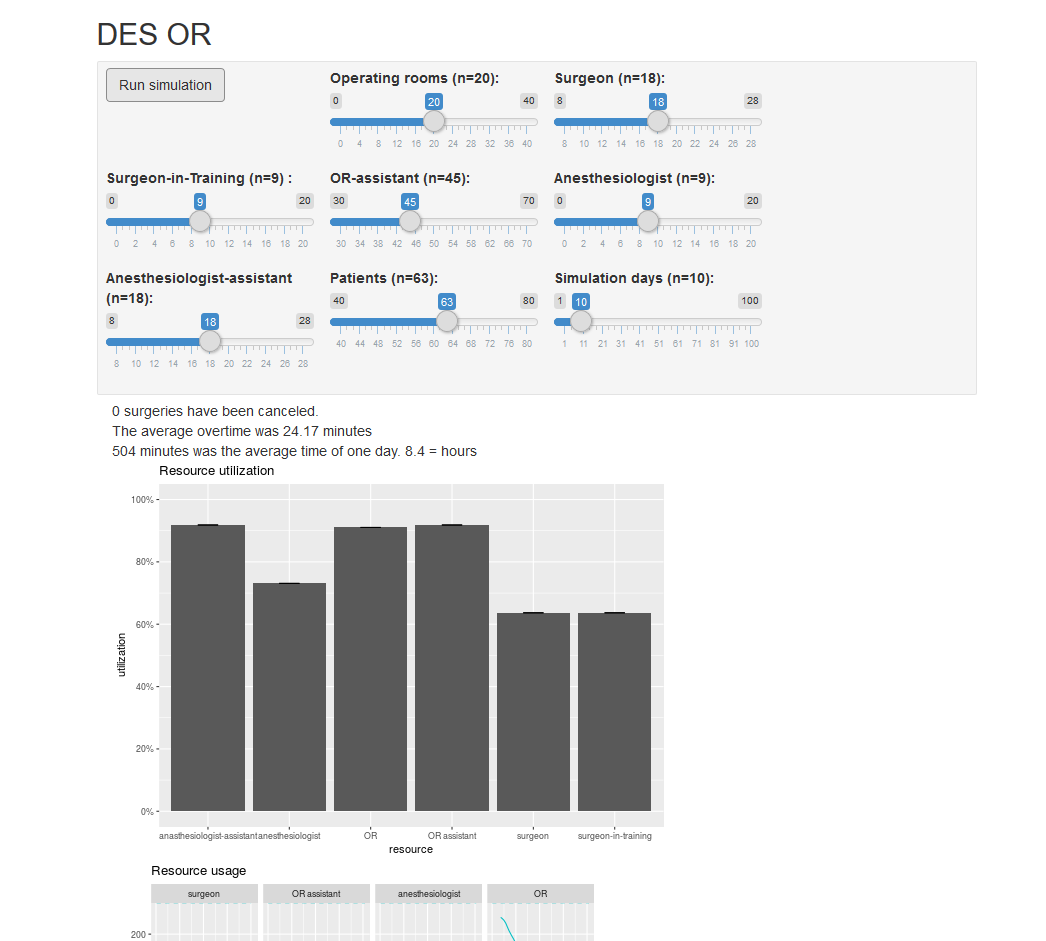 DES OR
Run simulation
Operating rooms (n=20):
0 20 40
0 4 8 12 16 20 24 28 32 36 40
Surgeon (n=18):
8 18 28
8 10 12 14 16 18 20 22 24 26 28
Surgeon-in-Training (n=9) :
0 9 20
0 2 4 6 8 10 12 14 16 18 20
OR-assistant (n=45):
30 45 70
30 34 38 42 46 50 54 58 62 66 70
Anesthesiologist (n=9):
0 9 20
0 2 4 6 8 10 12 14 16 18 20
Anesthesiologist-assistant
(n=18):
8 18 28
8 10 12 14 16 18 20 22 24 26 28
Patients (n=63):
40 63 80
40 44 48 52 56 60 64 68 72 76 80
Simulation days (n=10):
1 10 100
1 11 21 31 41 51 61 71 81 91 100
0 surgeries have been canceled.
The average overtime was 24.17 minutes
504 minutes was the average time of one day. 8.4 = hours
Resource utilization
100%
80%
60%
40%
20%
0%
utilization
anasthesiologist-assistant anesthesiologist OR OR assistant surgeon surgeon-in-training
resource
Resource usage
surgeon OR assistant anesthesiologist OR
200